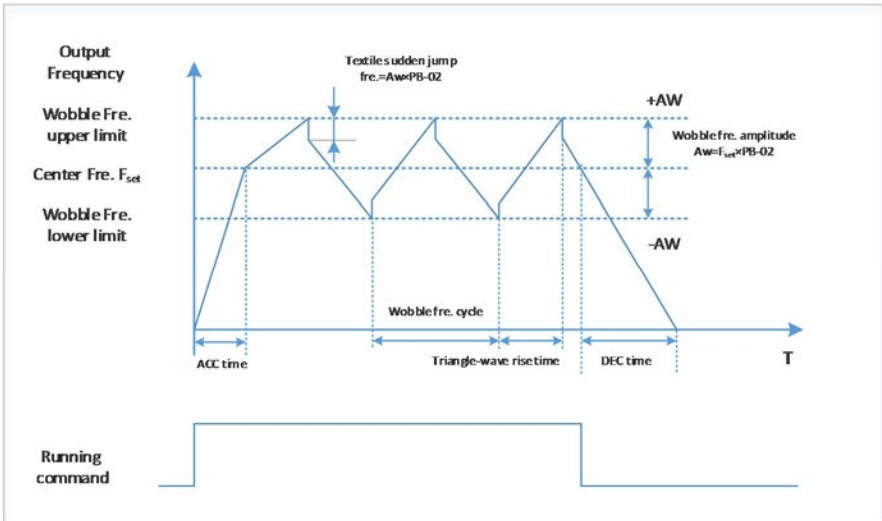 Output
Frequency
Textiles sudden jump
fre.=Aw×PB-02
Wobble Fre.
upper limit
+AW
Wobble fre. amplitude
Aw=Fset×PB-02
Center Fre. Fset
Wobble Fre.
lower limit
-AW
Wobble fre. cycle
ACC time
Triangle-wave rise time
DEC time
T
Running
command